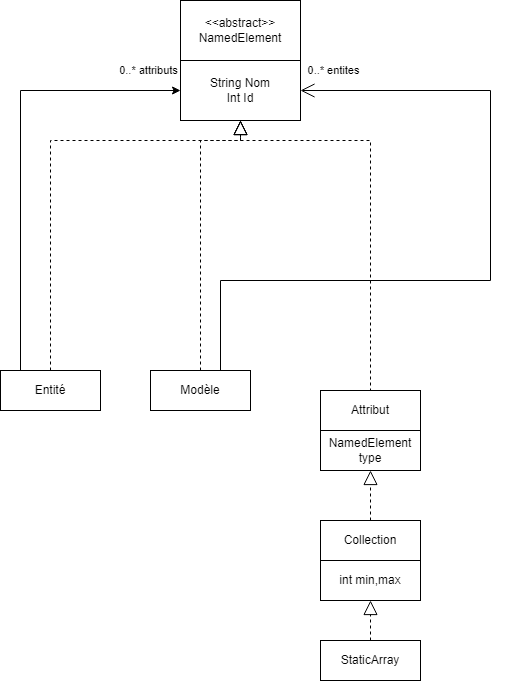 <<abstract>>
NamedElement
0..* attributs
0..* entites
String Nom
Int Id
Entité
Modèle
Attribut
NamedElement
type
Collection
int min,max
StaticArray